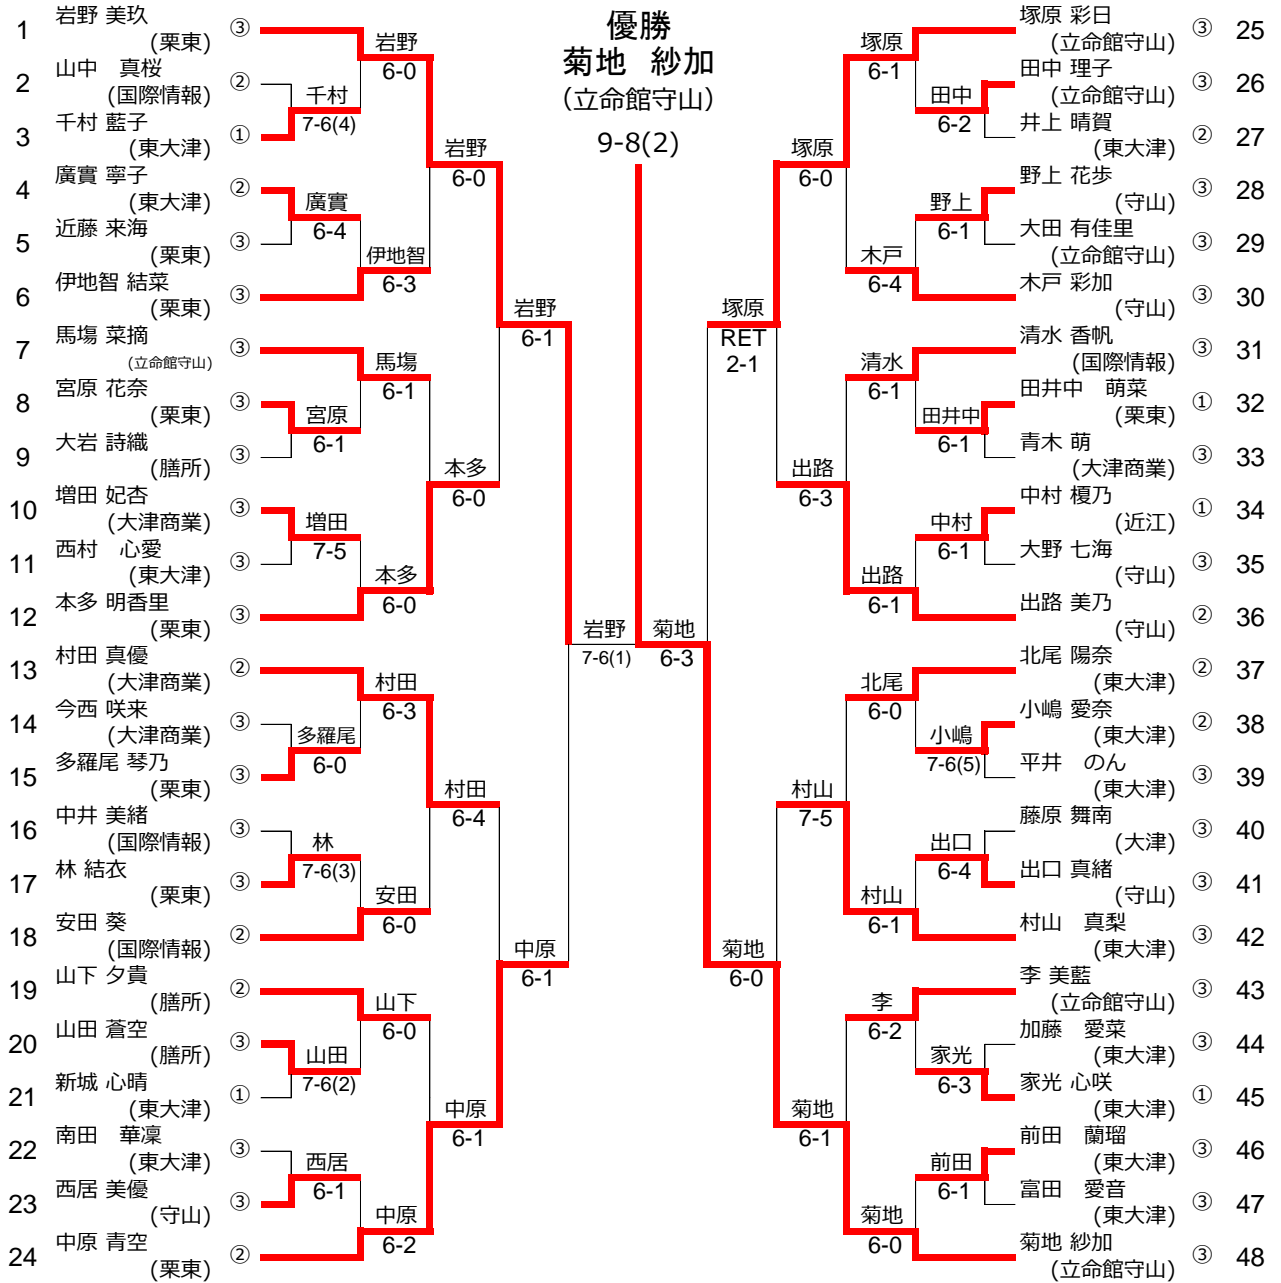 優勝
菊地 紗加
(立命館守山)
9-8(2)
1 岩野 美玖 ③
(栗東)
2 山中 真桜 ②
(国際情報)
3 千村 藍子 ①
(東大津)
4 廣實 寧子 ②
(東大津)
5 近藤 来海 ③
(栗東)
6 伊地智 結菜 ③
(栗東)
7 馬塲 菜摘 ③
(立命館守山)
8 宮原 花奈 ③
(栗東)
9 大岩 詩織 ③
(膳所)
10 増田 妃杏 ③
(大津商業)
11 西村 心愛 ③
(東大津)
12 本多 明香里 ③
(栗東)
13 村田 真優 ②
(大津商業)
14 今西 咲来 ③
(大津商業)
15 多羅尾 琴乃 ③
(栗東)
16 中井 美緒 ③
(国際情報)
17 林 結衣 ③
(栗東)
18 安田 葵 ②
(国際情報)
19 山下 夕貴 ②
(膳所)
20 山田 蒼空 ③
(膳所)
21 新城 心晴 ①
(東大津)
22 南田 華凜 ③
(東大津)
23 西居 美優 ③
(守山)
24 中原 青空 ②
(栗東)
千村
7-6(4)
廣實
6-4
宮原
6-1
増田
7-5
多羅尾
6-0
林
7-6(3)
山田
7-6(2)
西居
6-1
岩野
6-0
伊地智
6-3
馬塲
6-1
本多
6-0
村田
6-3
安田
6-0
山下
6-0
中原
6-2
岩野
6-0
本多
6-0
村田
6-4
中原
6-1
岩野
6-1
中原
6-1
岩野
7-6(1)
菊地
6-3
塚原
RET
2-1
菊地
6-0
塚原
6-0
出路
6-3
村山
7-5
菊地
6-1
塚原
6-1
木戸
6-4
清水
6-1
出路
6-1
北尾
6-0
村山
6-1
李
6-2
菊地
6-0
田中
6-2
野上
6-1
田井中
6-1
中村
6-1
小嶋
7-6(5)
出口
6-4
家光
6-3
前田
6-1
塚原 彩日 ③ 25
(立命館守山)
田中 理子 ③ 26
(立命館守山)
井上 晴賀 ② 27
(東大津)
野上 花歩 ③ 28
(守山)
大田 有佳里 ③ 29
(立命館守山)
木戸 彩加 ③ 30
(守山)
清水 香帆 ③ 31
(国際情報)
田井中 萌菜 ① 32
(栗東)
青木 萌 ③ 33
(大津商業)
中村 榎乃 ① 34
(近江)
大野 七海 ③ 35
(守山)
出路 美乃 ② 36
(守山)
北尾 陽奈 ② 37
(東大津)
小嶋 愛奈 ② 38
(東大津)
平井 のん ③ 39
(東大津)
藤原 舞南 ③ 40
(大津)
出口 真緒 ③ 41
(守山)
村山 真梨 ③ 42
(東大津)
李 美藍 ③ 43
(立命館守山)
加藤 愛菜 ③ 44
(東大津)
家光 心咲 ① 45
(東大津)
前田 蘭瑠 ③ 46
(東大津)
富田 愛音 ③ 47
(東大津)
菊地 紗加 ③ 48
(立命館守山)